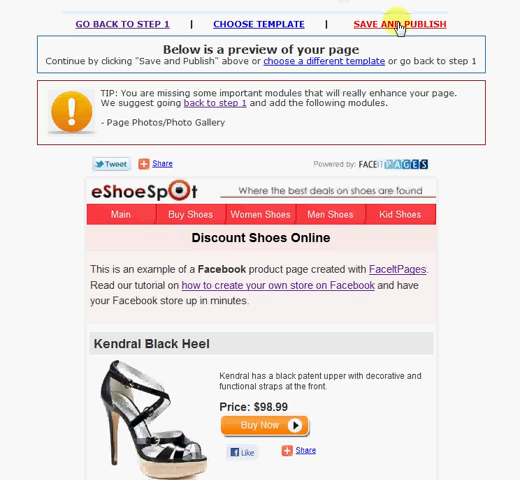 GO BACK TO STEP 1 | CHOOSE TEMPLATE | SAVE AND PUBLISH
Below is a preview of your page
Continue by clicking "Save and Publish" above or choose a different template or go back to step 1
TIP: You are missing some important modules that will really enhance your page.
We suggest going back to step 1 and add the following modules.
- Page Photos/Photo Gallery
Tweet Share Powered by: FACEITPAGES
eShoeSpot Where the best deals on shoes are found
Main Buy Shoes Women Shoes Men Shoes Kid Shoes
Discount Shoes Online
This is an example of a Facebook product page created with FaceItPages.
Read our tutorial on how to create your own store on Facebook and have
your Facebook store up in minutes.
Kendral Black Heel
Kendral has a black patent upper with decorative and
functional straps at the front.
Price: $98.99
Buy Now
Like Share